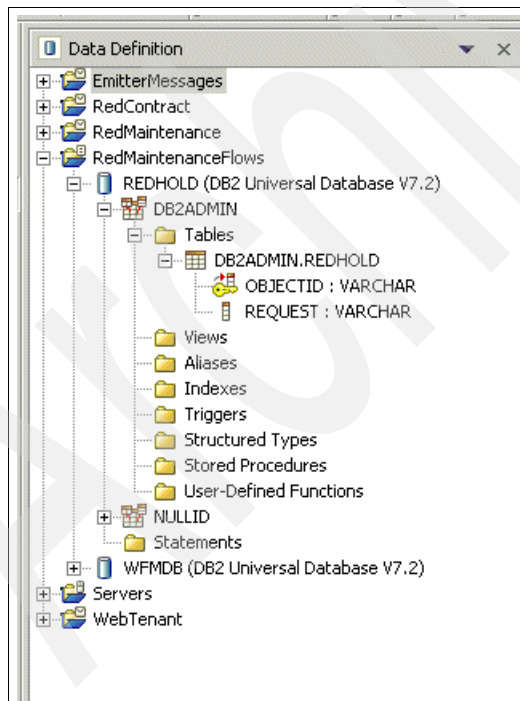 Data Definition
EmitterMessages
RedContract
RedMaintenance
RedMaintenanceFlows
REDHOLD (DB2 Universal Database V7.2)
DB2ADMIN
Tables
DB2ADMIN.REDHOLD
OBJECTID : VARCHAR
REQUEST : VARCHAR
Views
Aliases
Indexes
Triggers
Structured Types
Stored Procedures
User-Defined Functions
NULLID
Statements
WFMDB (DB2 Universal Database V7.2)
Servers
WebTenant